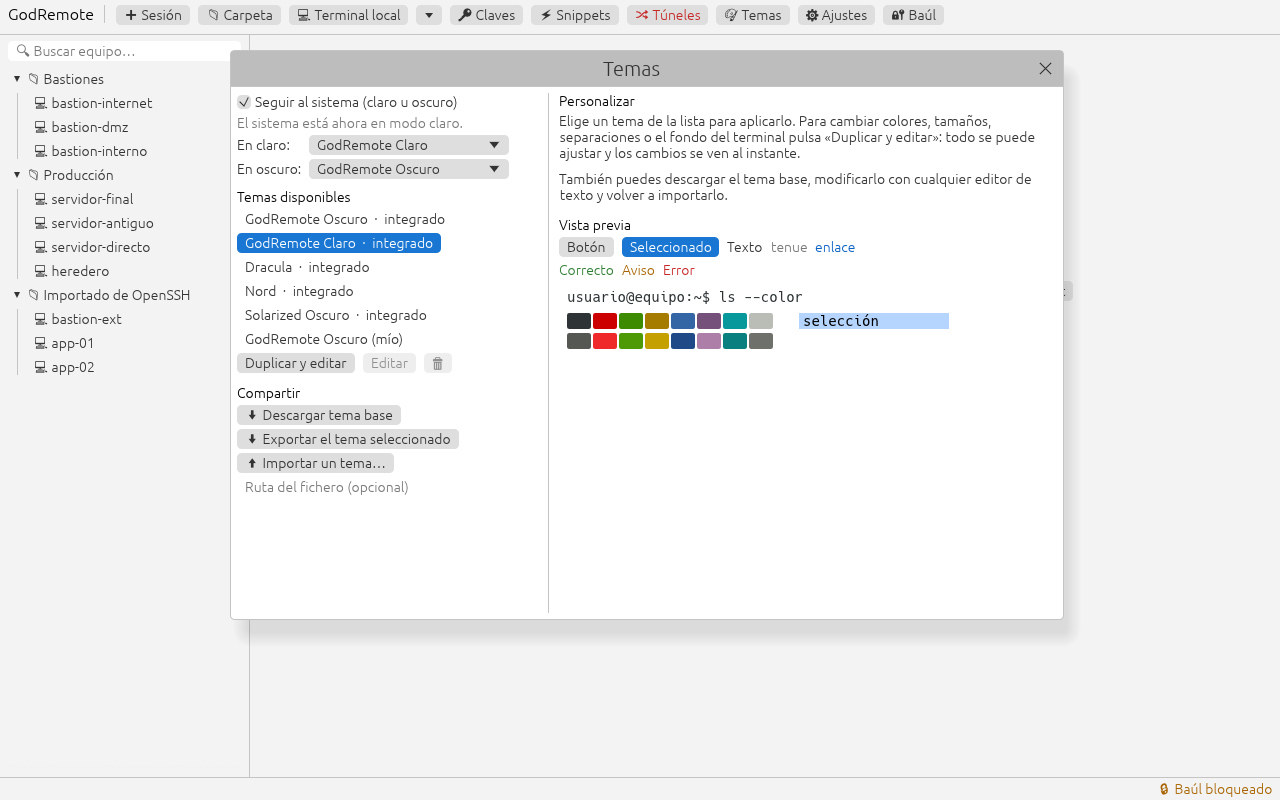 GodRemote
Sesión
Carpeta
Terminal local
Claves
Snippets
Túneles
Temas
Ajustes
Baúl
Buscar equipo…
Bastiones
bastion-internet
bastion-dmz
bastion-interno
Producción
servidor-final
servidor-antiguo
servidor-directo
heredero
Importado de OpenSSH
bastion-ext
app-01
app-02
Temas
Seguir al sistema (claro u oscuro)
El sistema está ahora en modo claro.
En claro: GodRemote Claro
En oscuro: GodRemote Oscuro
Temas disponibles
GodRemote Oscuro · integrado
GodRemote Claro · integrado
Dracula · integrado
Nord · integrado
Solarized Oscuro · integrado
GodRemote Oscuro (mío)
Duplicar y editar Editar
Compartir
Descargar tema base
Exportar el tema seleccionado
Importar un tema…
Ruta del fichero (opcional)
Personalizar
Elige un tema de la lista para aplicarlo. Para cambiar colores, tamaños,
separaciones o el fondo del terminal pulsa «Duplicar y editar»: todo se puede
ajustar y los cambios se ven al instante.
También puedes descargar el tema base, modificarlo con cualquier editor de
texto y volver a importarlo.
Vista previa
Botón Seleccionado Texto tenue enlace
Correcto Aviso Error
usuario@equipo:~$ ls --color
selección
Baúl bloqueado